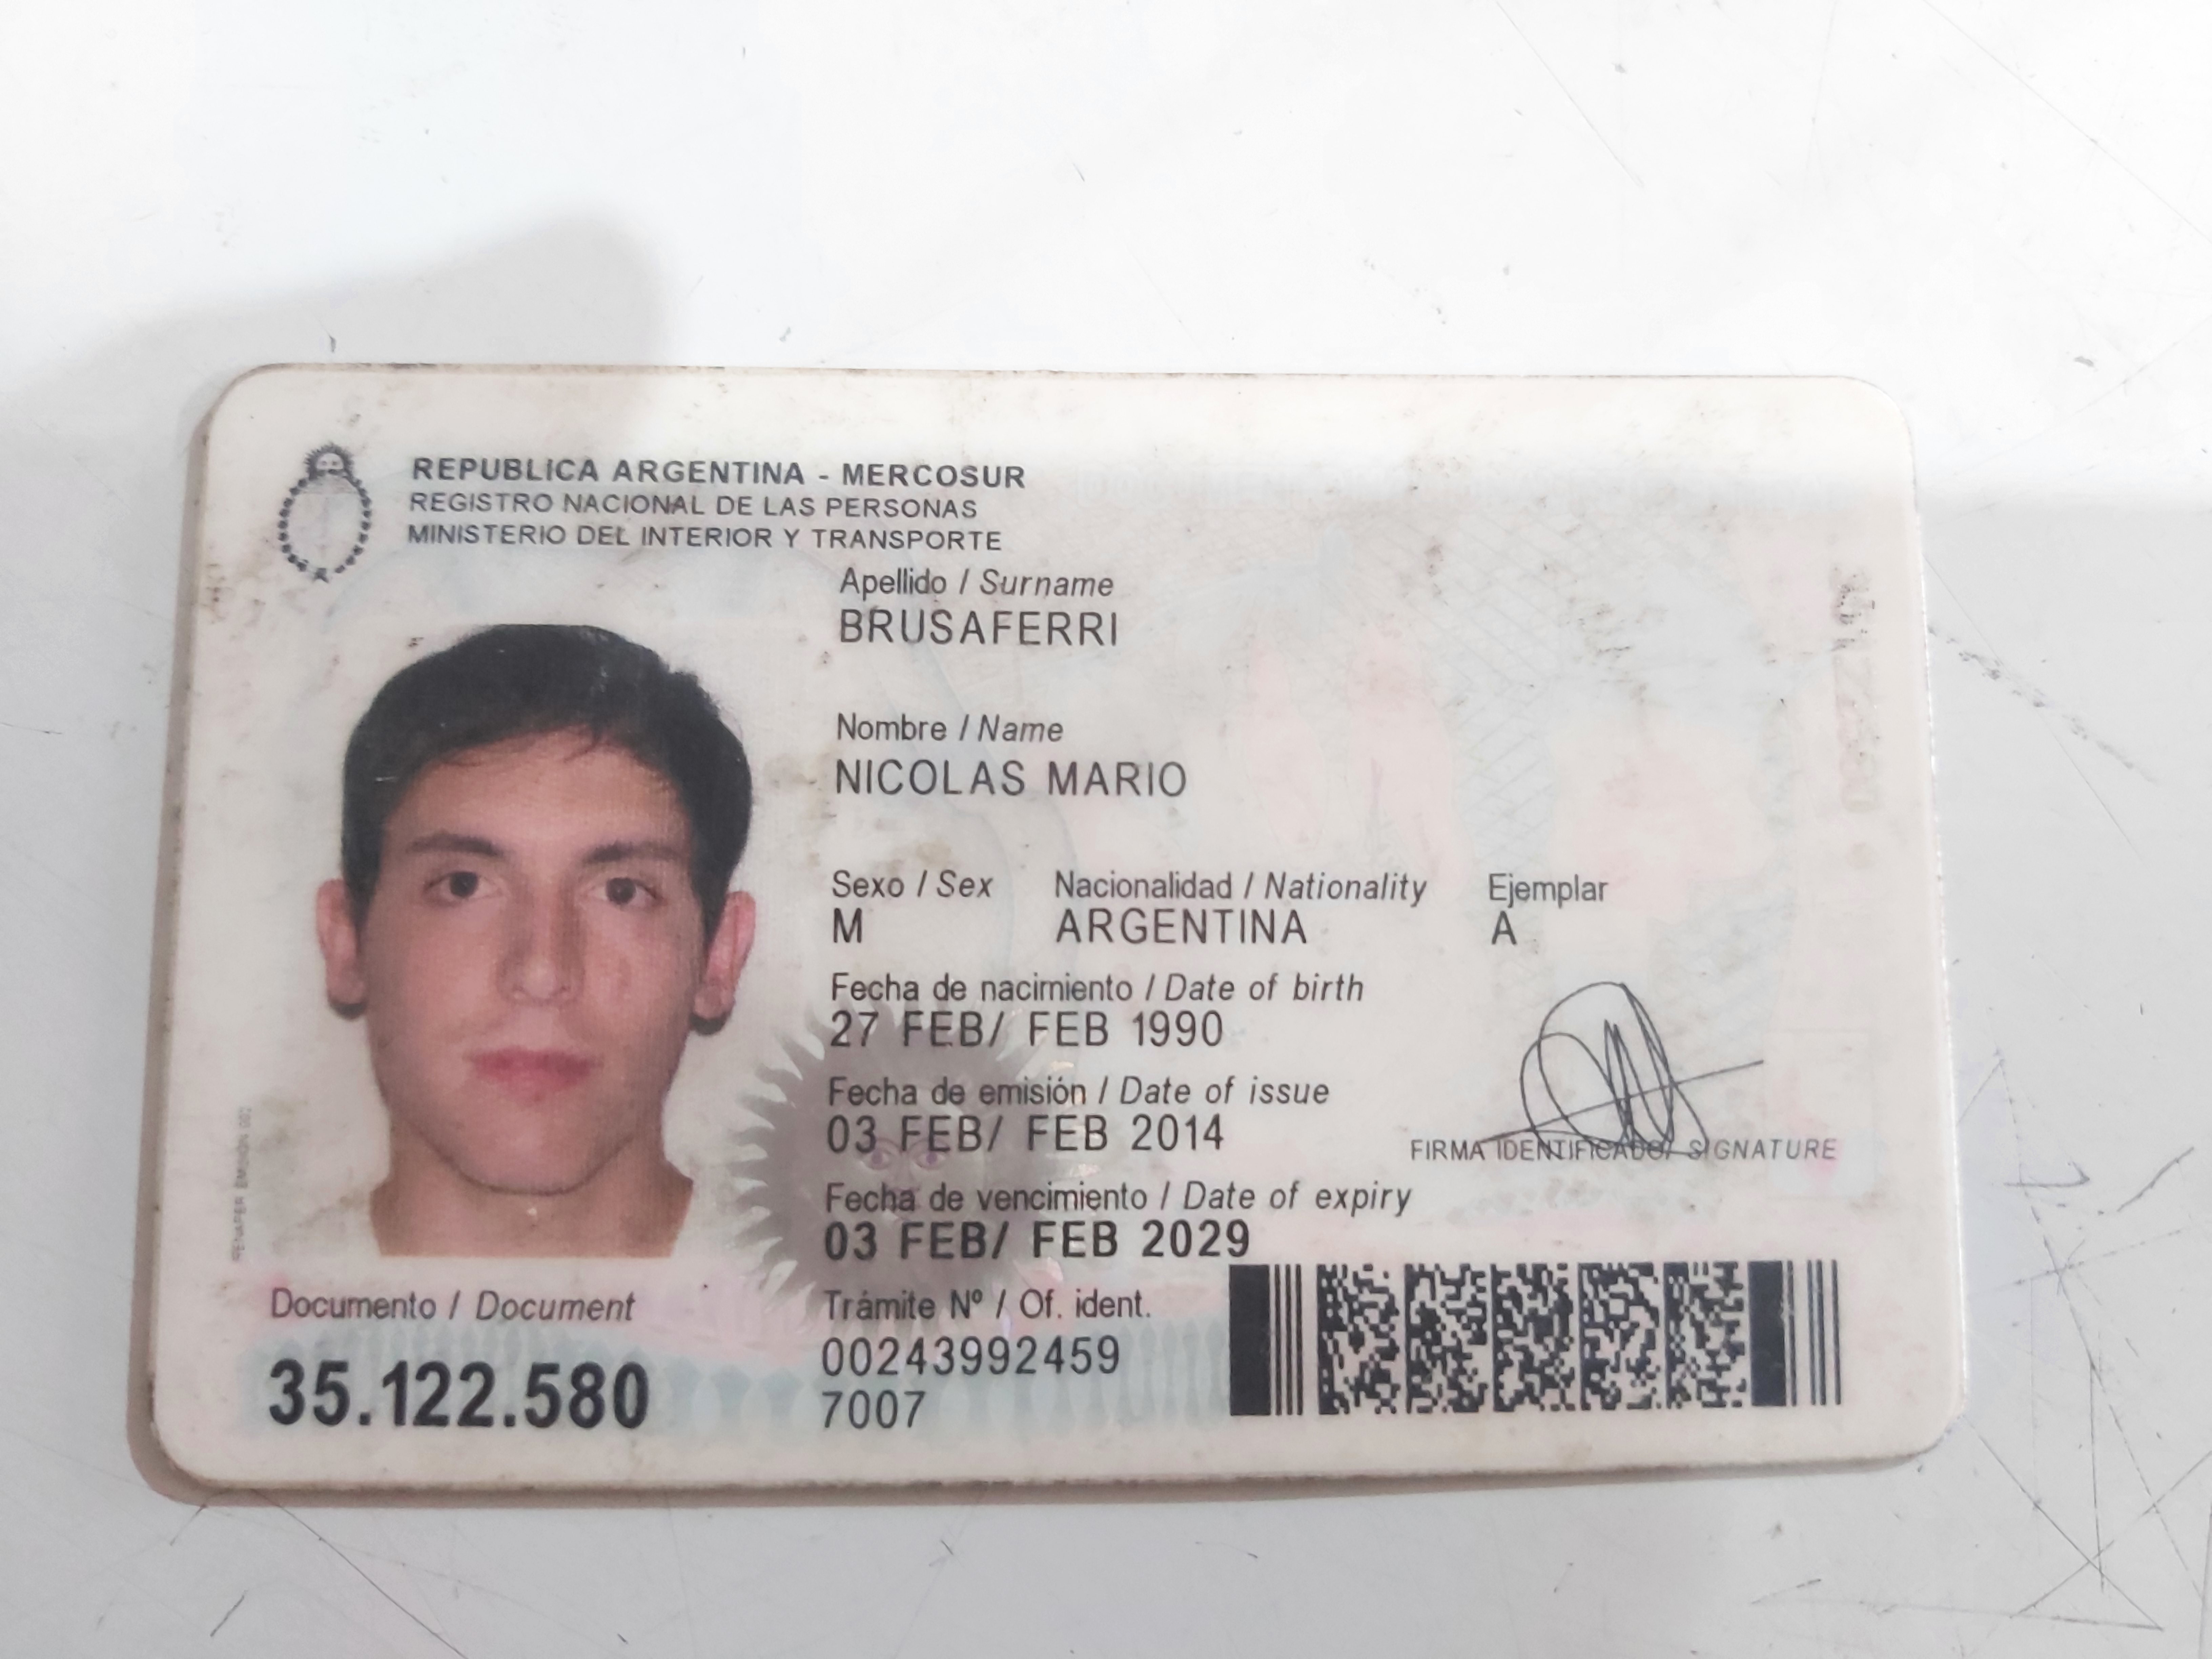 REPUBLICA ARGENTINA - MERCOSUR
REGISTRO NACIONAL DE LAS PERSONAS
MINISTERIO DEL INTERIOR Y TRANSPORTE
Apellido / Surname
BRUSAFERRI
Nombre / Name
NICOLAS MARIO
Sexo / Sex Nacionalidad / Nationality Ejemplar
M ARGENTINA A
Fecha de nacimiento / Date of birth
27 FEB/ FEB 1990
Fecha de emisión / Date of issue
03 FEB/ FEB 2014
FIRMA IDENTIFICADO/ SIGNATURE
Fecha de vencimiento / Date of expiry
03 FEB/ FEB 2029
Documento / Document
35.122.580
Trámite Nº / Of. ident.
00243992459
7007